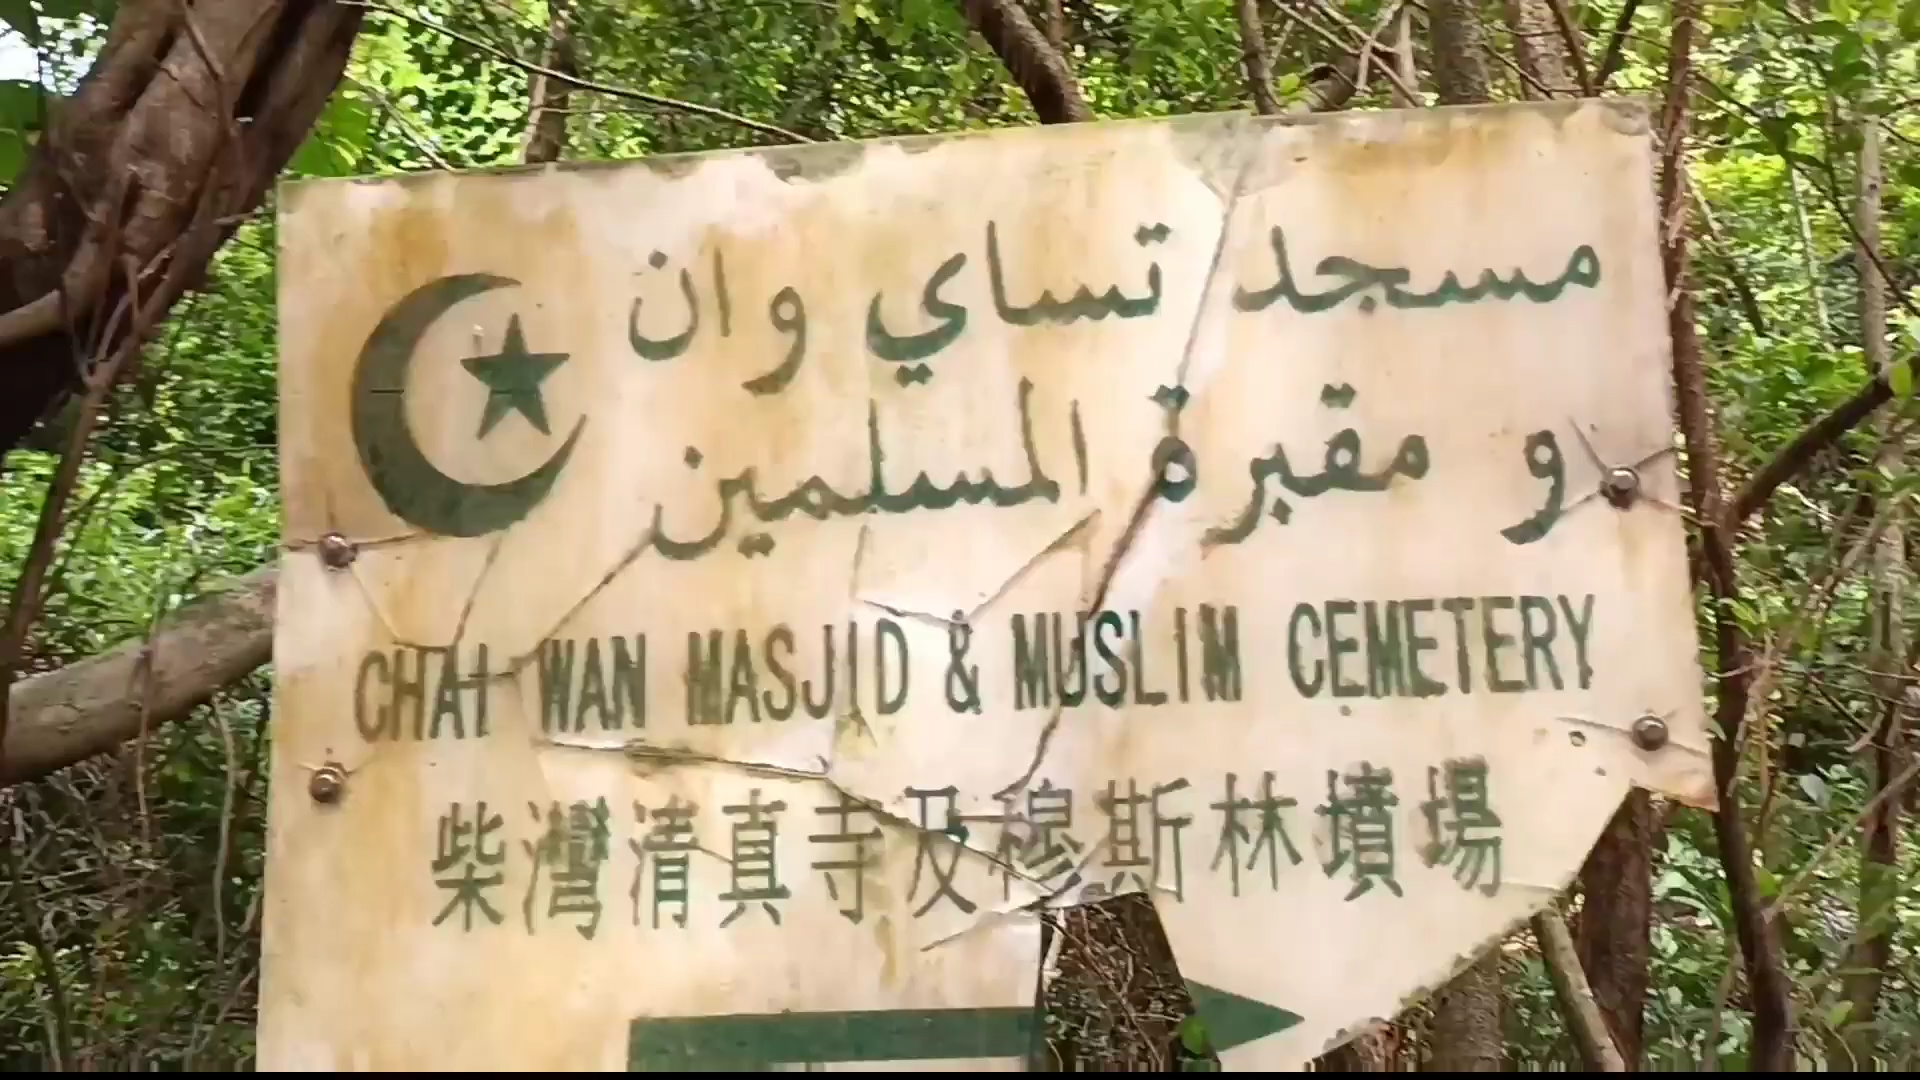 مسجد تساي وان
و مقبرة المسلمين
CHAI WAN MASJID & MUSLIM CEMETERY
柴灣清真寺及穆斯林墳場